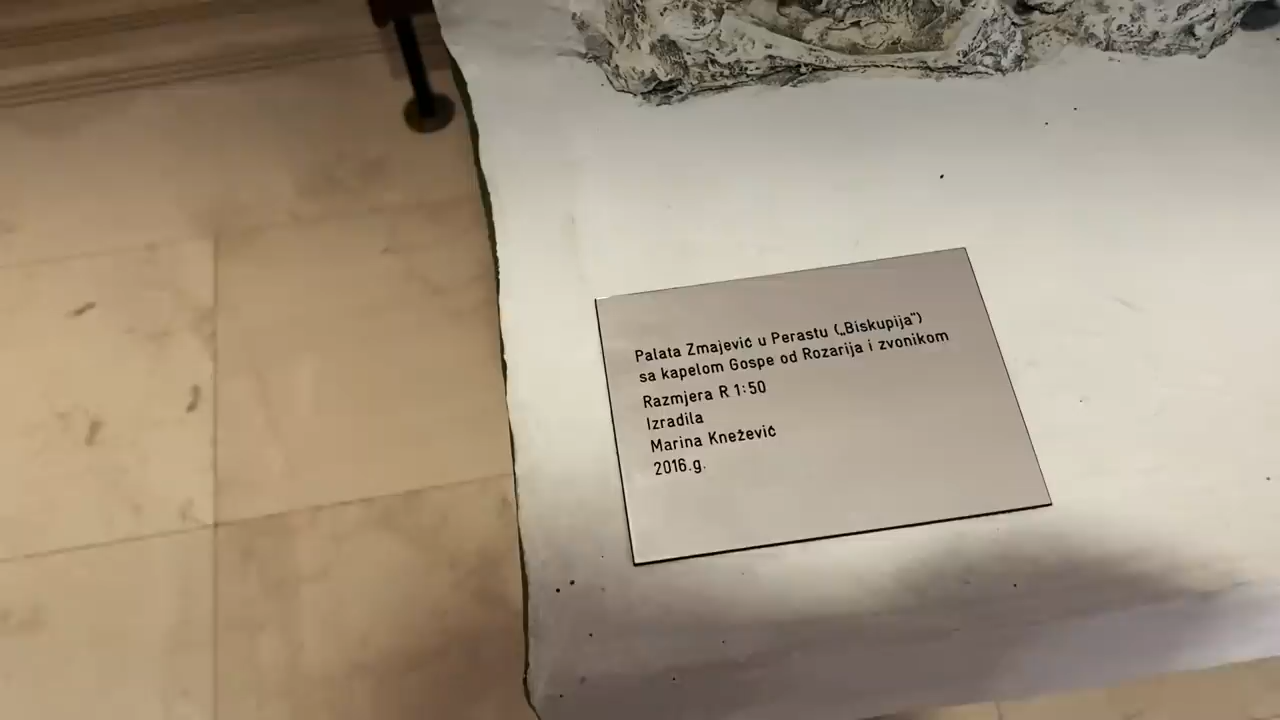 Palata Zmajević u Perastu („Biskupija")
sa kapelom Gospe od Rozarija i zvonikom
Razmjera R 1:50
Izradila
Marina Knežević
2016.g.